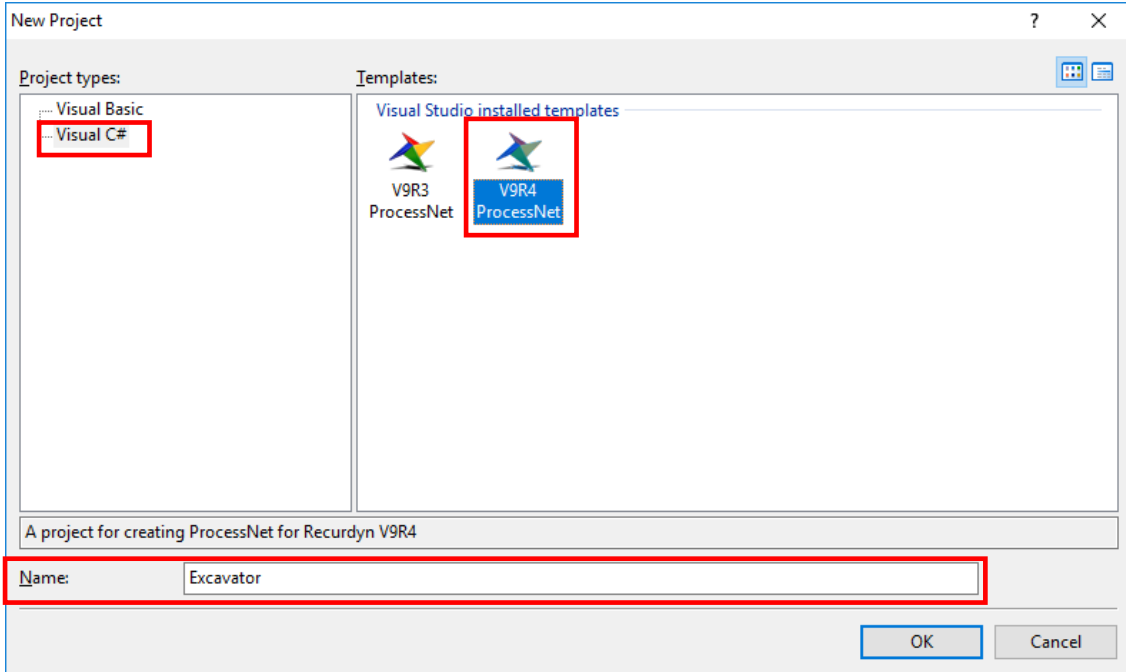 New Project
?
Project types:
Templates:
Visual Basic
Visual C#
Visual Studio installed templates
V9R3
ProcessNet
V9R4
ProcessNet
A project for creating ProcessNet for Recurdyn V9R4
Name:
Excavator
OK
Cancel